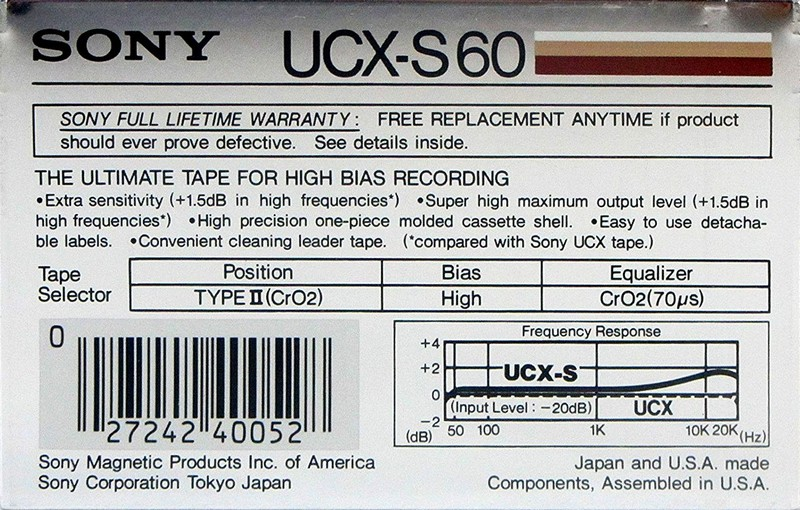 SONY UCX-S 60
SONY FULL LIFETIME WARRANTY: FREE REPLACEMENT ANYTIME if product
should ever prove defective. See details inside.
THE ULTIMATE TAPE FOR HIGH BIAS RECORDING
•Extra sensitivity (+1.5dB in high frequencies*) •Super high maximum output level (+1.5dB in
high frequencies*) •High precision one-piece molded cassette shell. •Easy to use detacha-
ble labels. •Convenient cleaning leader tape. (*compared with Sony UCX tape.)
Tape Selector
Position Bias Equalizer
TYPE II (CrO2) High CrO2(70μs)
0
27242 40052
Frequency Response
+4
+2
0
−2
(dB)
UCX-S
(Input Level : −20dB) UCX
50 100 1K 10K 20K (Hz)
Sony Magnetic Products Inc. of America
Sony Corporation Tokyo Japan
Japan and U.S.A. made
Components, Assembled in U.S.A.